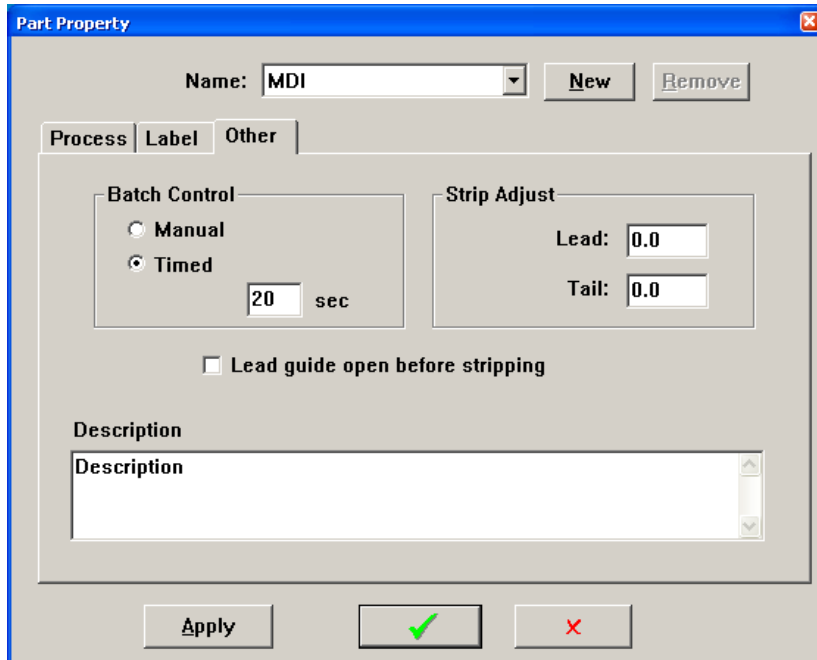 Part Property
Name: MDI New Remove
Process Label Other
Batch Control Strip Adjust
Manual Lead: 0.0
Timed Tail: 0.0
20 sec
Lead guide open before stripping
Description
Description
Apply